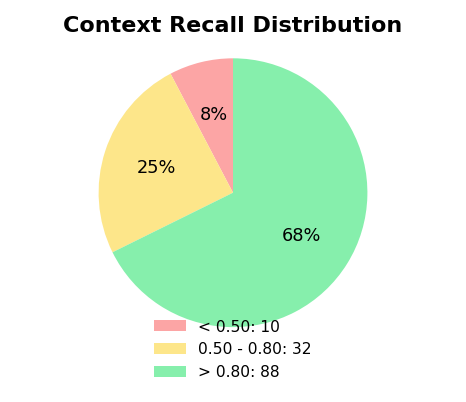 Context Recall Distribution
8%
25%
68%
< 0.50: 10
0.50 - 0.80: 32
> 0.80: 88